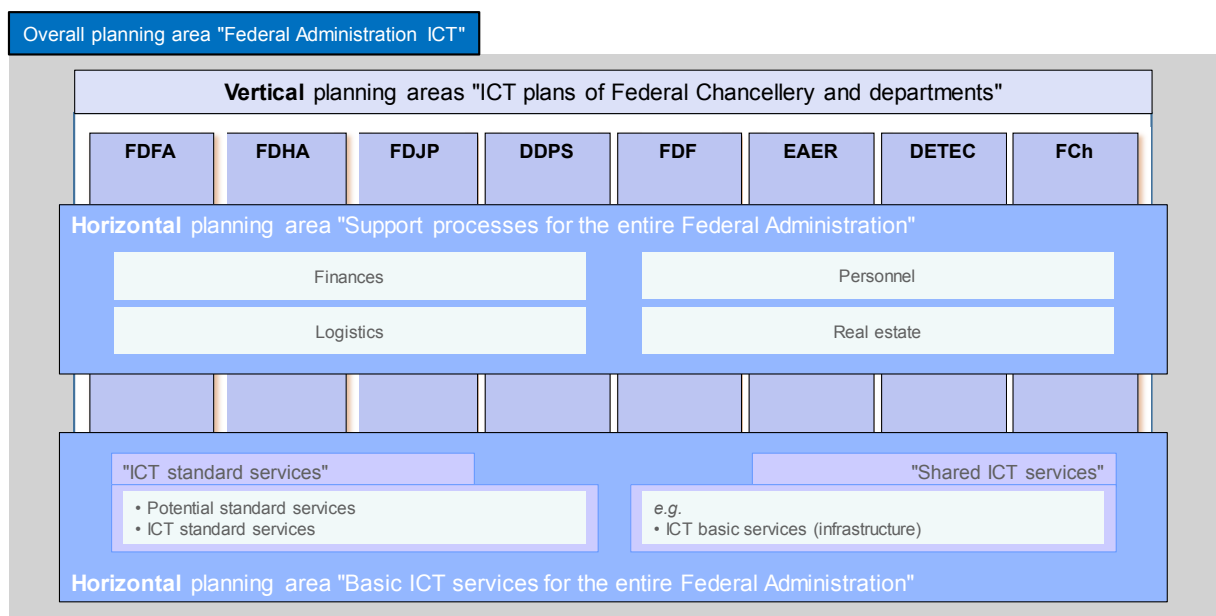 Overall planning area "Federal Administration ICT"
Vertical planning areas "ICT plans of Federal Chancellery and departments"
FDFA FDHA FDJP DDPS FDF EAER DETEC FCh
Horizontal planning area "Support processes for the entire Federal Administration"
Finances Personnel
Logistics Real estate
"ICT standard services" "Shared ICT services"
• Potential standard services
• ICT standard services
e.g.
• ICT basic services (infrastructure)
Horizontal planning area "Basic ICT services for the entire Federal Administration"